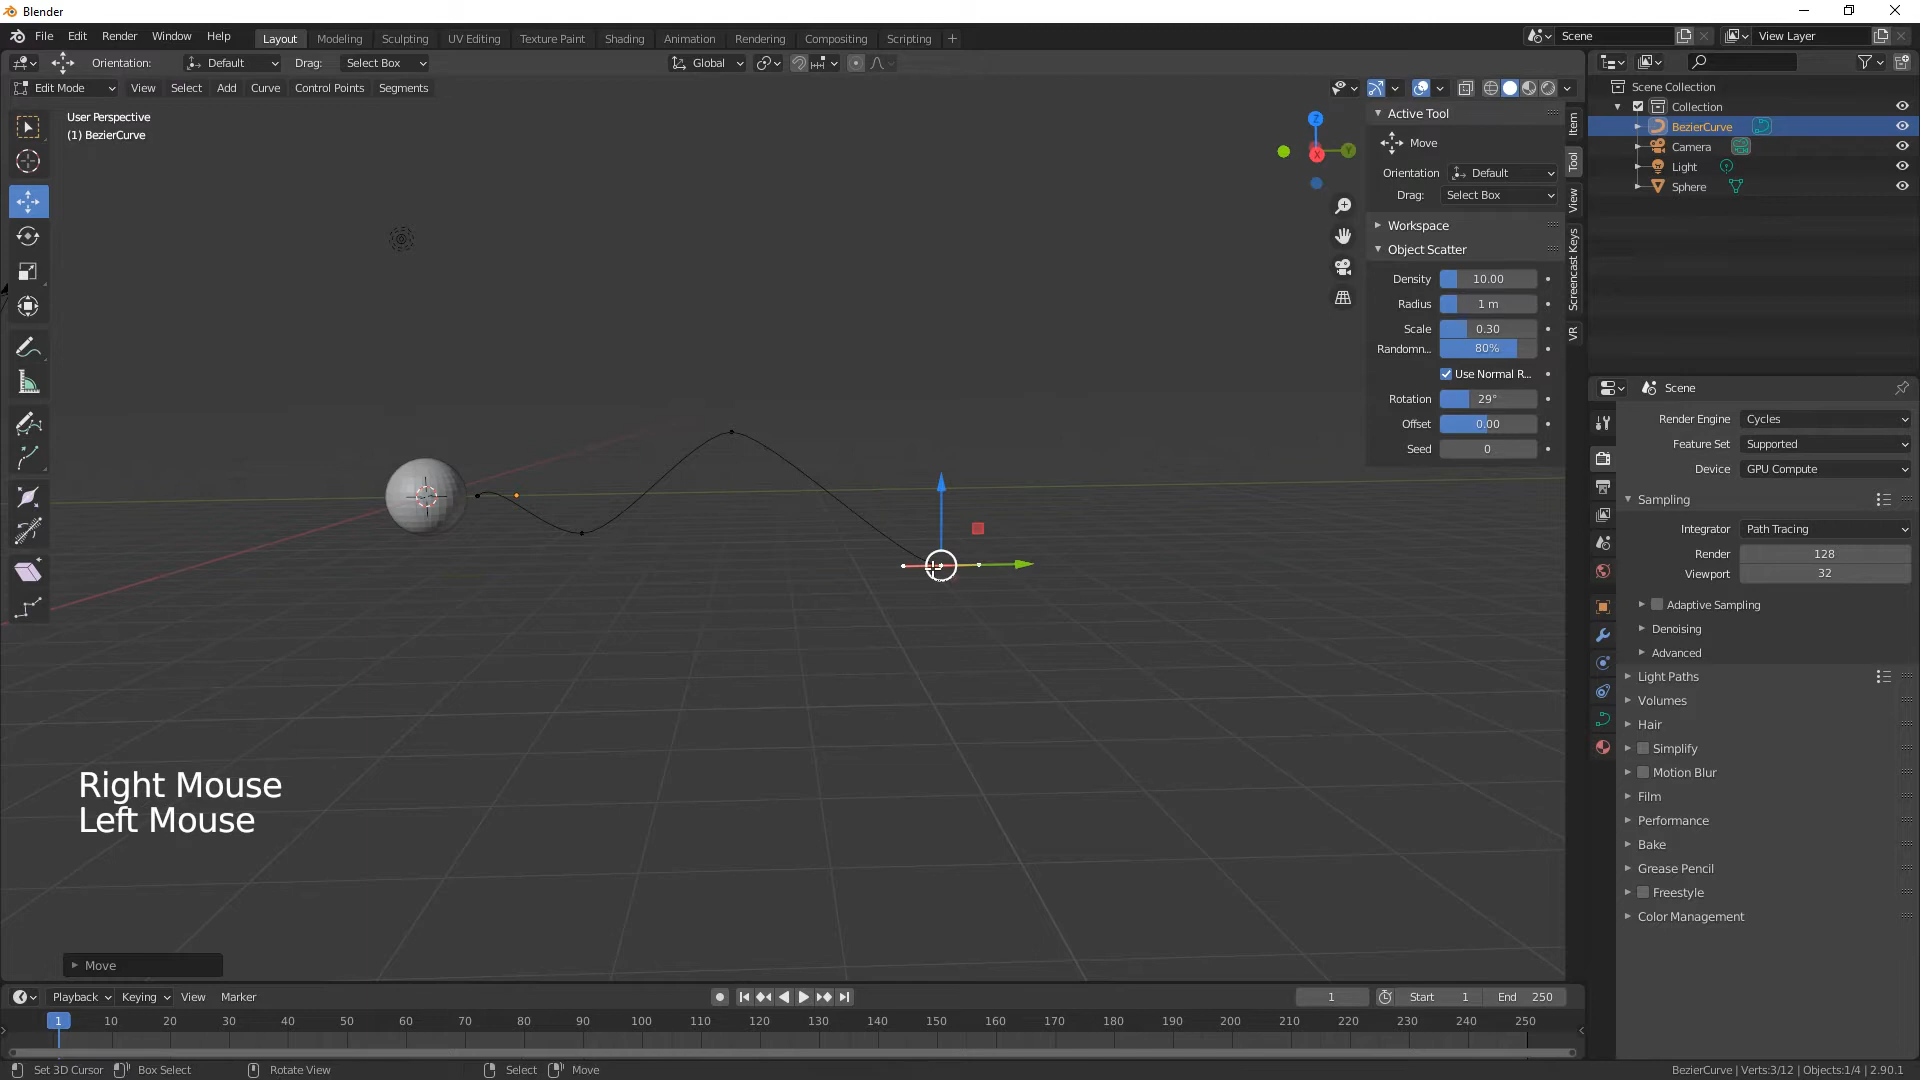 Blender
File Edit Render Window Help
Layout Modeling Sculpting UV Editing Texture Paint Shading Animation Rendering Compositing Scripting +
Scene
View Layer
Orientation: Default Drag: Select Box
Global
Edit Mode View Select Add Curve Control Points Segments
User Perspective
(1) BezierCurve
Z
X
Y
Active Tool
Move
Orientation Default
Drag: Select Box
Workspace
Object Scatter
Density 10.00
Radius 1 m
Scale 0.30
Randomn... 80%
Use Normal R...
Rotation 29°
Offset 0.00
Seed 0
Item
Tool
View
Screencast Keys
VR
Scene Collection
Collection
BezierCurve
Camera
Light
Sphere
Scene
Render Engine Cycles
Feature Set Supported
Device GPU Compute
Sampling
Integrator Path Tracing
Render 128
Viewport 32
Adaptive Sampling
Denoising
Advanced
Light Paths
Volumes
Hair
Simplify
Motion Blur
Film
Performance
Bake
Grease Pencil
Freestyle
Color Management
Right Mouse
Left Mouse
Move
Playback Keying View Marker
1 Start 1 End 250
1 10 20 30 40 50 60 70 80 90 100 110 120 130 140 150 160 170 180 190 200 210 220 230 240 250
Set 3D Cursor Box Select Rotate View Select Move
BezierCurve | Verts:3/12 | Objects:1/4 | 2.90.1